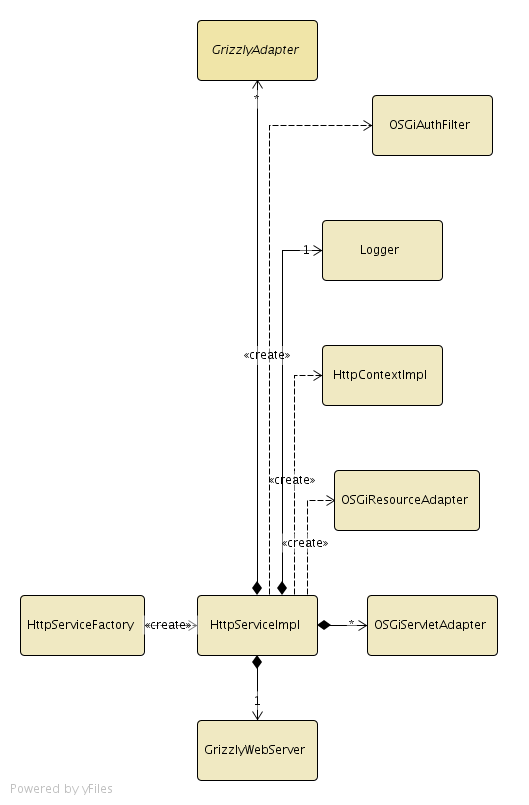 GrizzlyAdapter
*
OSGiAuthFilter
Logger
1
«create»
HttpContextImpl
«create»
OSGiResourceAdapter
«create»
HttpServiceFactory
«create»
HttpServiceImpl
*
OSGiServletAdapter
1
GrizzlyWebServer
Powered by yFiles